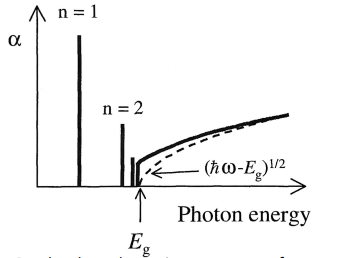 n = 1
α
n = 2
(ħω-E_g)^1/2
Photon energy
E_g